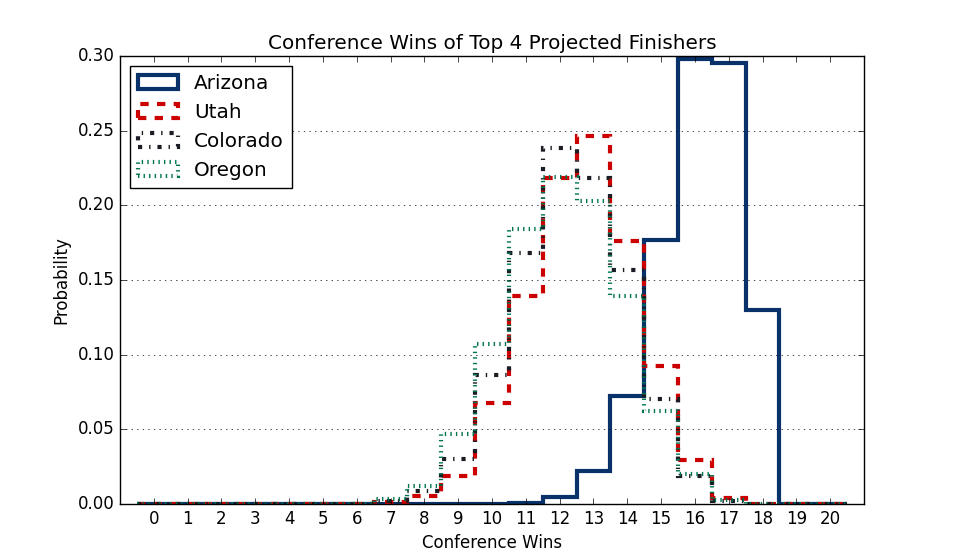 Conference Wins of Top 4 Projected Finishers
0.30
0.25
0.20
0.15
0.10
0.05
0.00
Probability
Arizona
Utah
Colorado
Oregon
0 1 2 3 4 5 6 7 8 9 10 11 12 13 14 15 16 17 18 19 20
Conference Wins